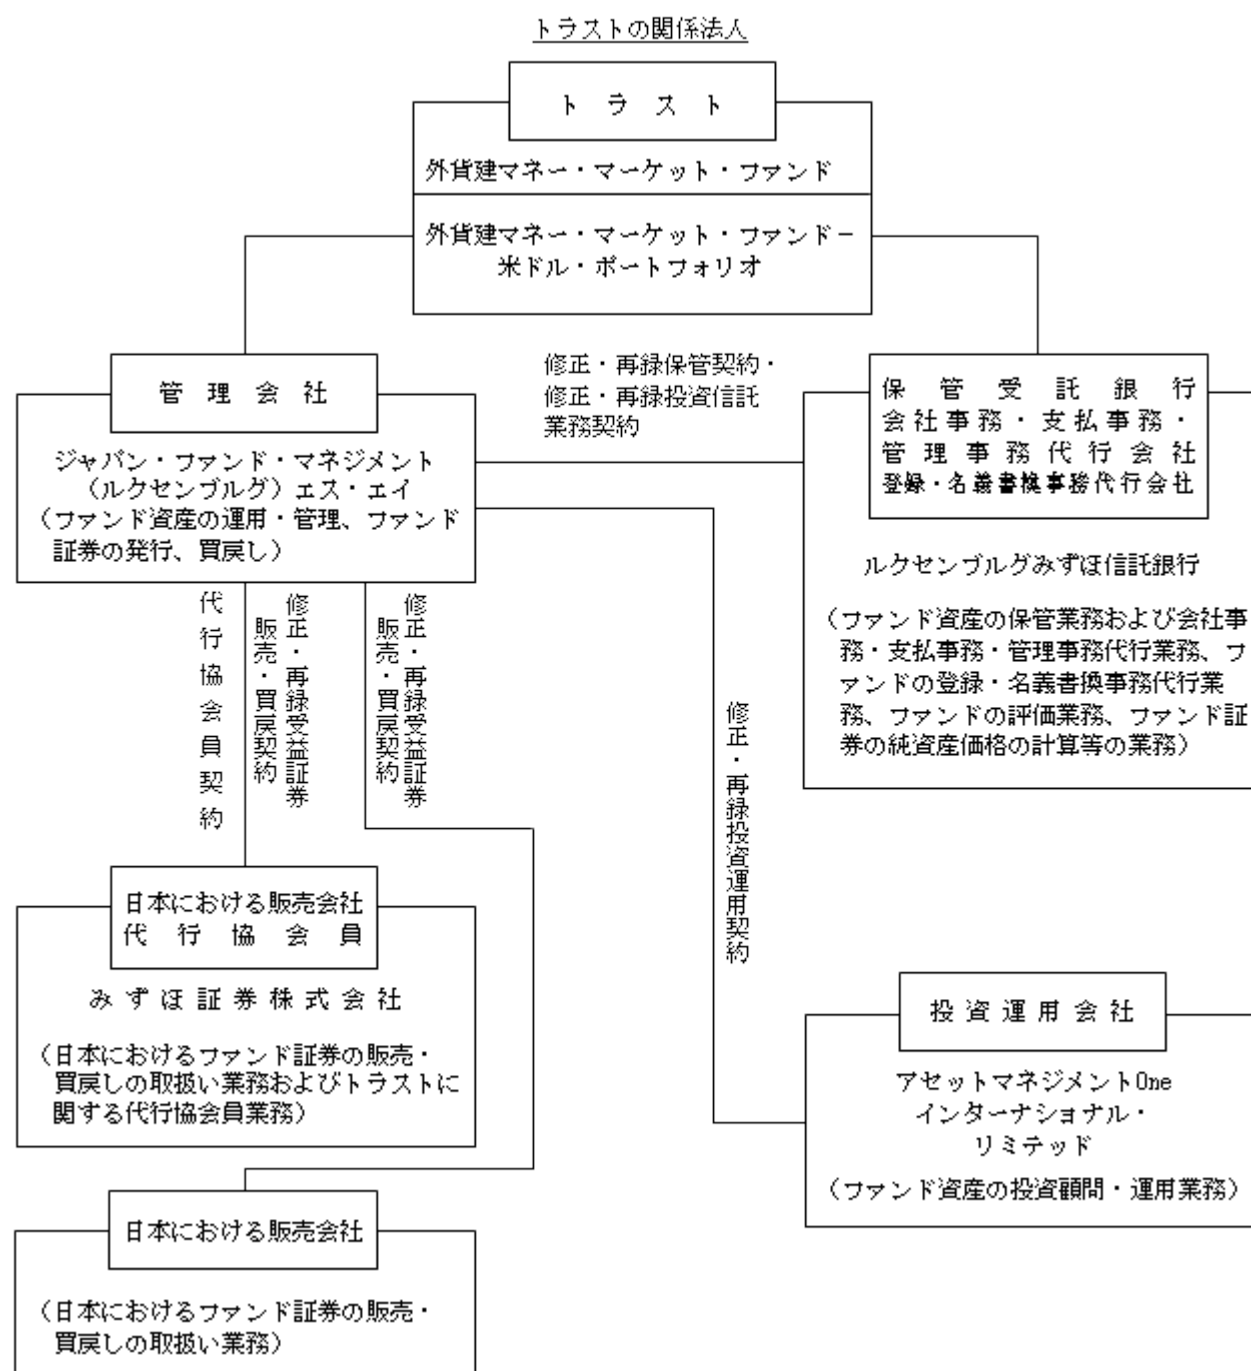 トラストの関係法人
トラスト
外貨建マネー・マーケット・ファンド
外貨建マネー・マーケット・ファンド－
米ドル・ポートフォリオ
管理会社
ジャパン・ファンド・マネジメント
（ルクセンブルグ）エス・エイ
（ファンド資産の運用・管理、ファンド
証券の発行、買戻し）
修正・再録保管契約・
修正・再録投資信託
業務契約
保管受託銀行
会社事務・支払事務・
管理事務代行会社
登録・名義書換事務代行会社
ルクセンブルグみずほ信託銀行
（ファンド資産の保管業務および会社事
務・支払事務・管理事務代行業務、フ
ァンドの登録・名義書換事務代行業
務、ファンドの評価業務、ファンド証
券の純資産価格の計算等の業務）
代行協会員契約
修正・再録受益証券
販売・買戻契約
修正・再録受益証券
販売・買戻契約
修正・再録投資運用契約
日本における販売会社
代行協会員
みずほ証券株式会社
（日本におけるファンド証券の販売・
買戻しの取扱い業務およびトラストに
関する代行協会員業務）
投資運用会社
アセットマネジメントOne
インターナショナル・
リミテッド
（ファンド資産の投資顧問・運用業務）
日本における販売会社
（日本におけるファンド証券の販売・
買戻しの取扱い業務）